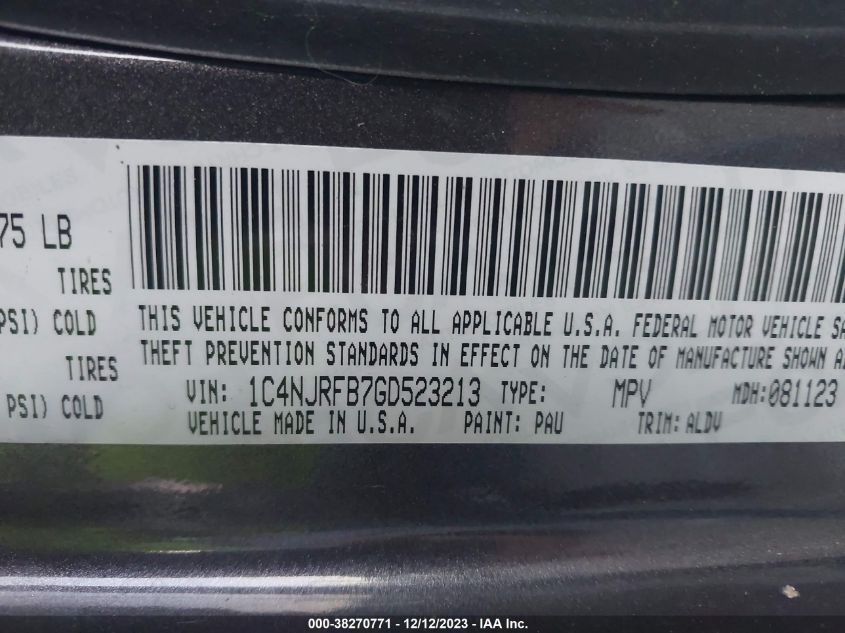 75 LB
TIRES
PSI) COLD
TIRES
PSI) COLD
THIS VEHICLE CONFORMS TO ALL APPLICABLE U.S.A. FEDERAL MOTOR VEHICLE SA
THEFT PREVENTION STANDARDS IN EFFECT ON THE DATE OF MANUFACTURE SHOWN A
VIN: 1C4NJRFB7GD523213 TYPE: MPV MDH:081123
VEHICLE MADE IN U.S.A. PAINT: PAU TRIM: ALDV
000-38270771 - 12/12/2023 - IAA Inc.